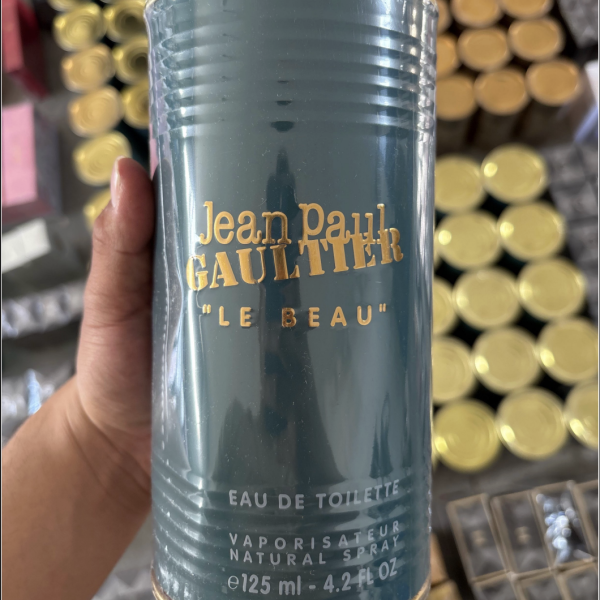 Jean Paul
GAULTIER
"LE BEAU"
EAU DE TOILETTE
VAPORISATEUR
NATURAL SPRAY
℮125 ml - 4.2 FL OZ